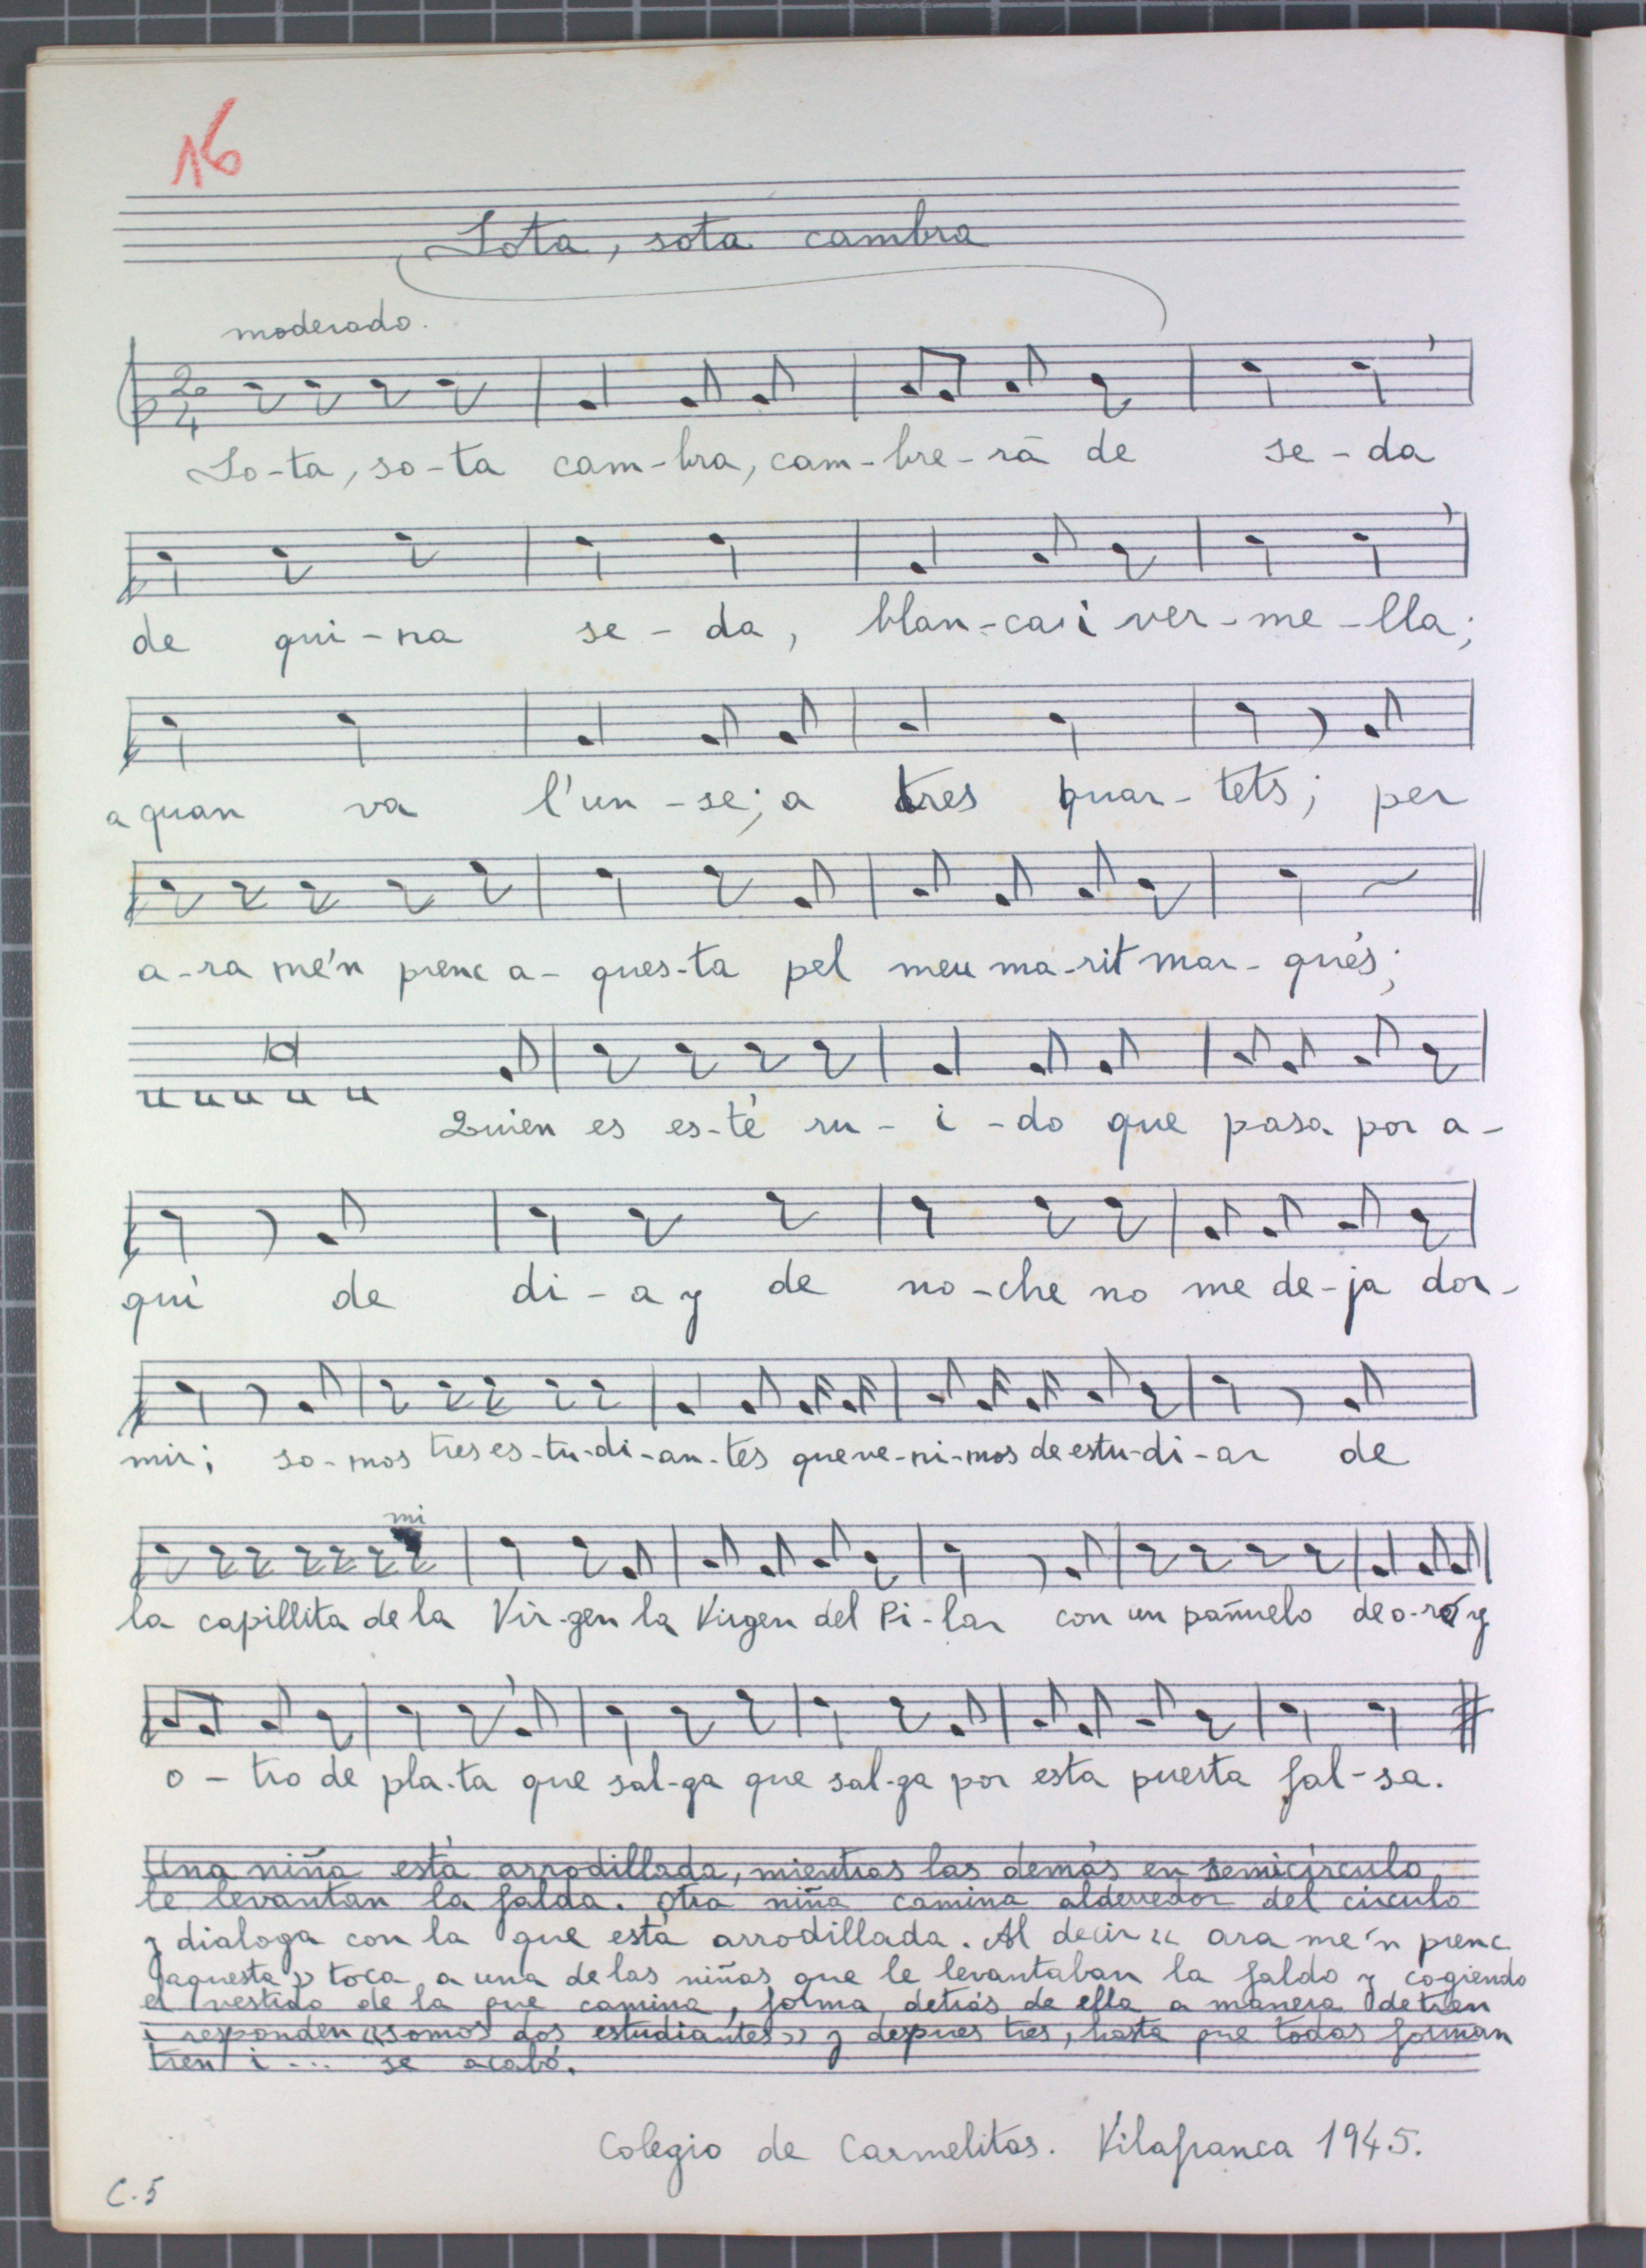 16
Sota, sota cambra
moderado.
2
4
So-ta, so-ta cam-bra, cam-bre-rà de se-da
de qui-na se-da, blan-ca i ver-me-lla;
a quan va l'un-se; a tres quar-tets; per
a-ra me'n prenc a-ques-ta pel meu ma-rit mar-qués;
Quien es es-té ru-i-do que pasa por a-
quí de di-a y de no-che no me de-ja dor-
mir; so-mos tres es-tu-di-an-tes que ve-ni-mos de estu-di-ar de
mi
la capillita de la Vir-gen la Virgen del Pi-lar con un pañuelo de o-ro y
o-tro de pla-ta que sal-ga que sal-ga por esta puerta fal-sa.
Una niña está arrodillada, mientras las demás en semicírculo
le levantan la falda. Otra niña camina alderredor del circulo
y dialoga con la que está arrodillada. Al decir «ara me'n prenc
aquesta» toca a una de las niñas que le levantaban la falda y cogiendo
el vestido de la que camina, forma detrás de ella a manera de tren
i responden «somos dos estudiantes» y despues tres, hasta que todas forman
tren i ... se acabó.
Colegio de Carmelitas. Vilafranca 1945.
C.5